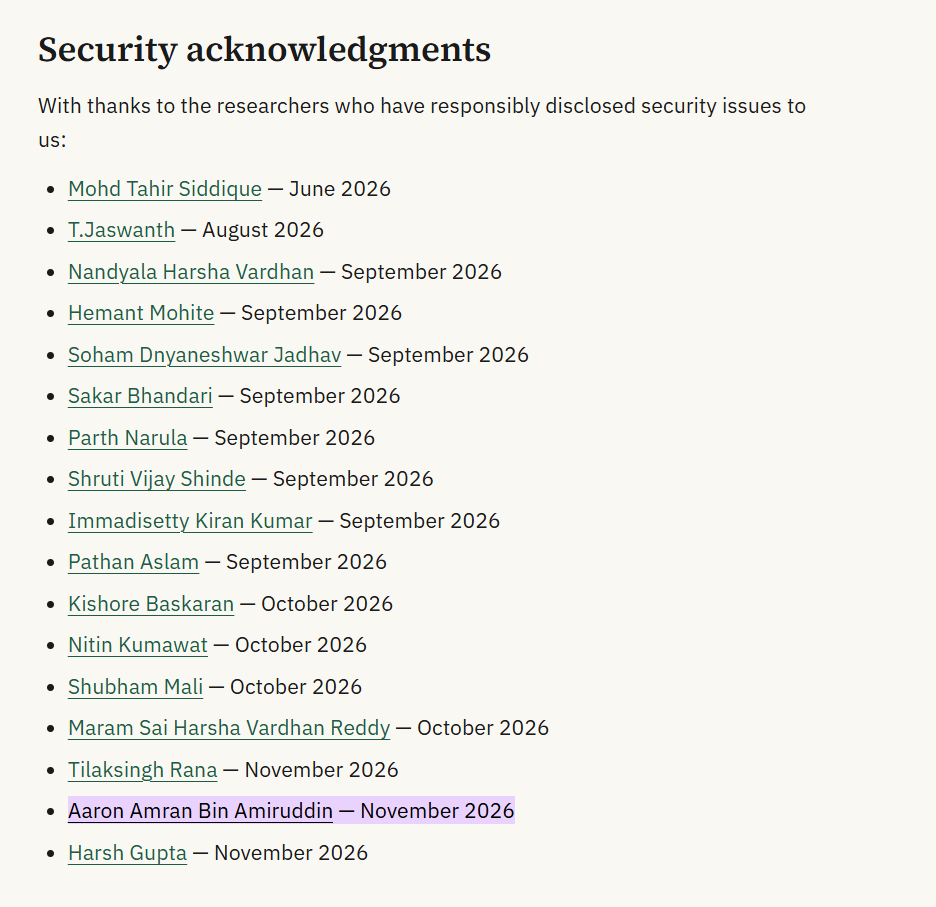 Security acknowledgments
With thanks to the researchers who have responsibly disclosed security issues to
us:
• Mohd Tahir Siddique — June 2026
• T.Jaswanth — August 2026
• Nandyala Harsha Vardhan — September 2026
• Hemant Mohite — September 2026
• Soham Dnyaneshwar Jadhav — September 2026
• Sakar Bhandari — September 2026
• Parth Narula — September 2026
• Shruti Vijay Shinde — September 2026
• Immadisetty Kiran Kumar — September 2026
• Pathan Aslam — September 2026
• Kishore Baskaran — October 2026
• Nitin Kumawat — October 2026
• Shubham Mali — October 2026
• Maram Sai Harsha Vardhan Reddy — October 2026
• Tilaksingh Rana — November 2026
• Aaron Amran Bin Amiruddin — November 2026
• Harsh Gupta — November 2026